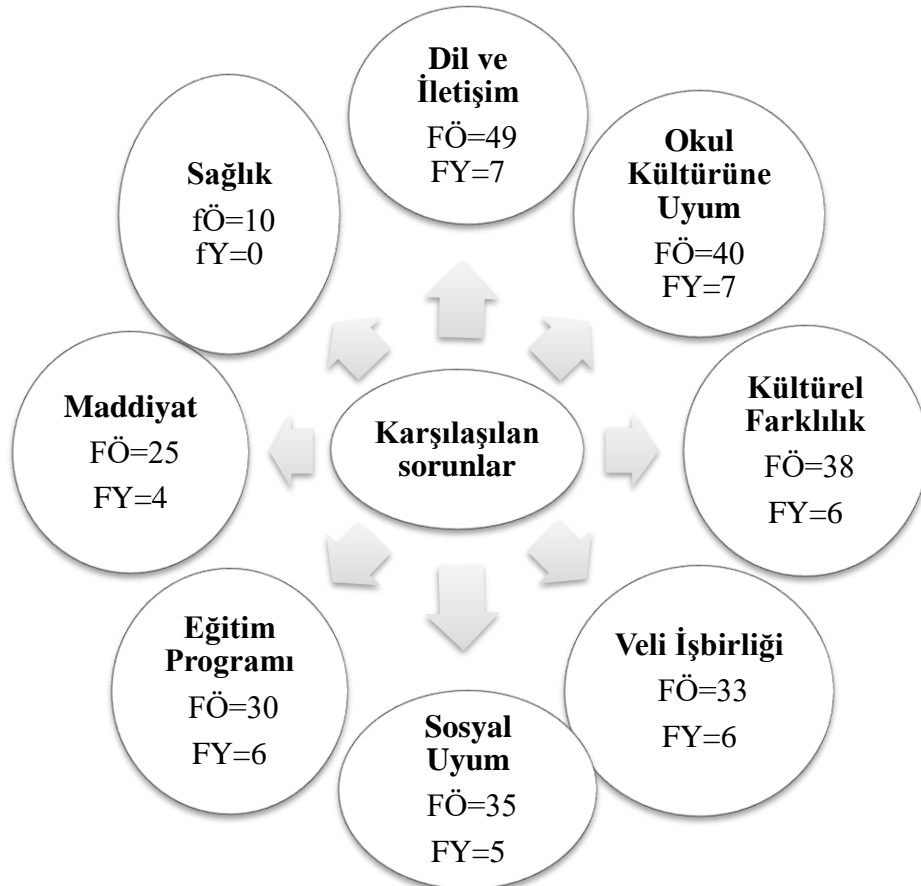 Dil ve
İletişim
FÖ=49
FY=7
Okul
Kültürüne
Uyum
FÖ=40
FY=7
Kültürel
Farklılık
FÖ=38
FY=6
Veli İşbirliği
FÖ=33
FY=6
Sosyal
Uyum
FÖ=35
FY=5
Eğitim
Programı
FÖ=30
FY=6
Maddiyat
FÖ=25
FY=4
Sağlık
fÖ=10
fY=0
Karşılaşılan
sorunlar